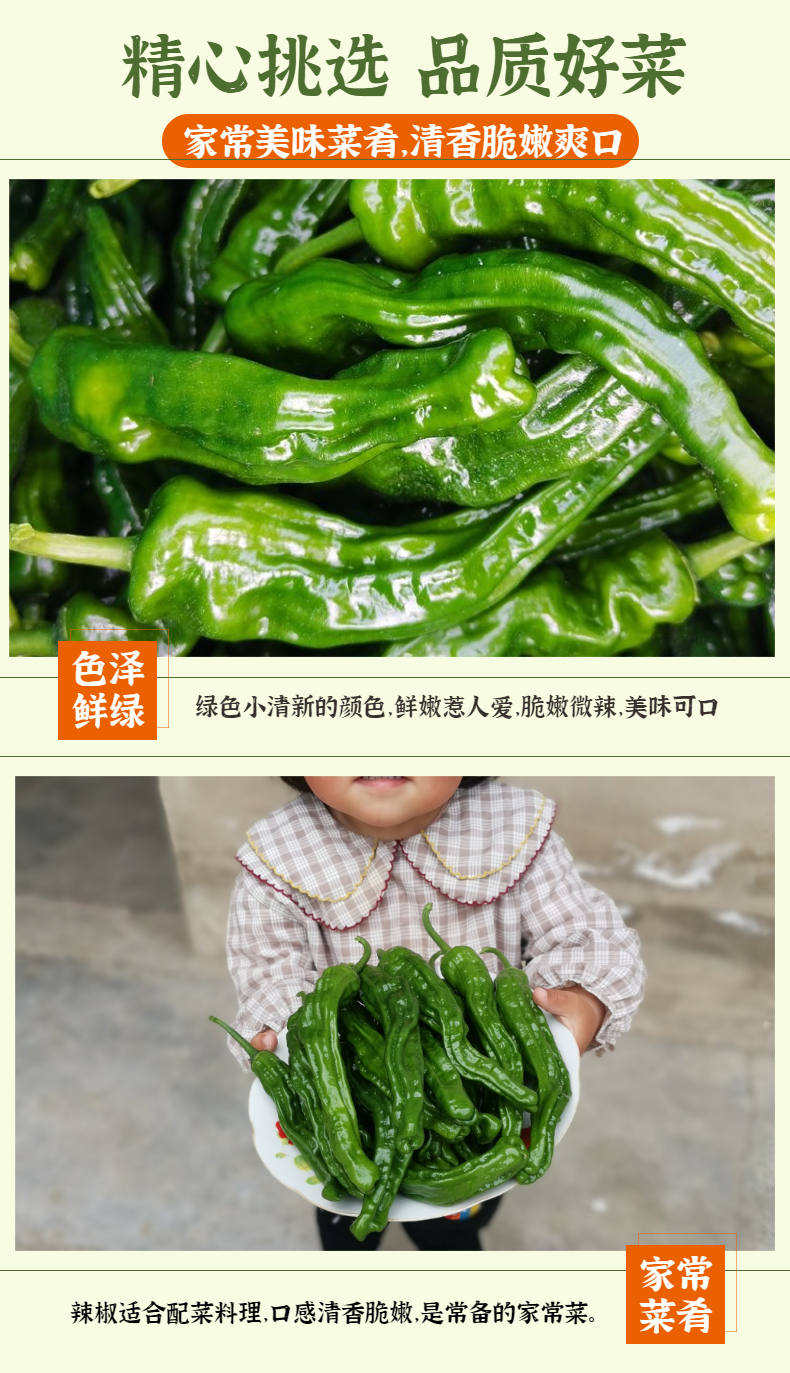 精心挑选 品质好菜
家常美味菜肴,清香脆嫩爽口
色泽
鲜绿
绿色小清新的颜色,鲜嫩惹人爱,脆嫩微辣,美味可口
家常
菜肴
辣椒适合配菜料理,口感清香脆嫩,是常备的家常菜。